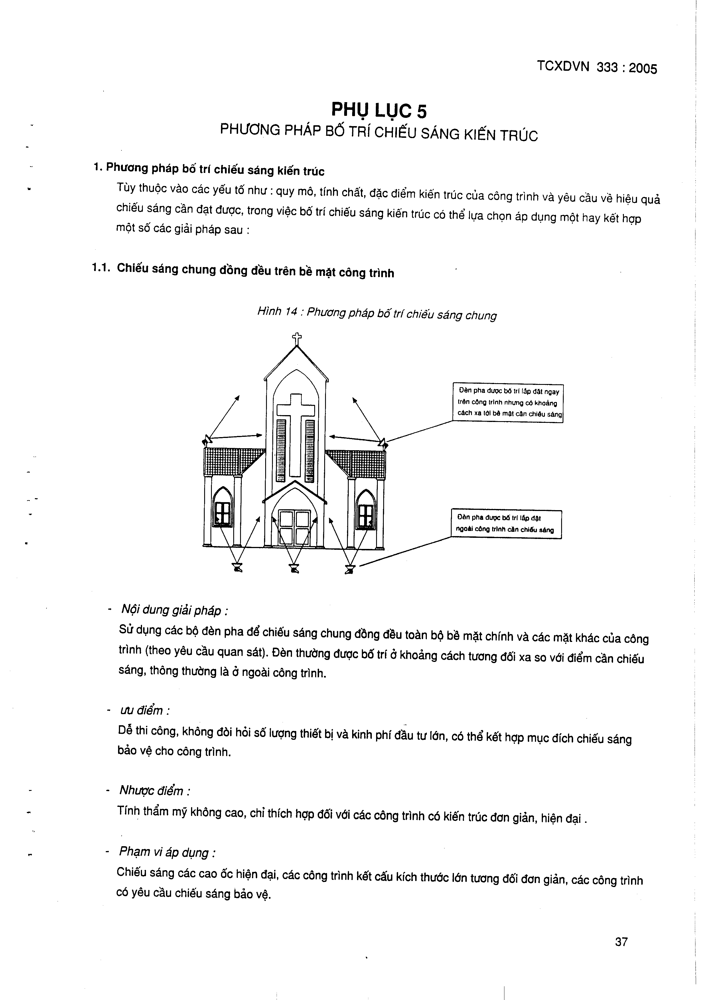 TCXDVN 333 : 2005
PHỤ LỤC 5
PHƯƠNG PHÁP BỐ TRÍ CHIẾU SÁNG KIẾN TRÚC
1. Phương pháp bố trí chiếu sáng kiến trúc
Tùy thuộc vào các yếu tố như : quy mô, tính chất, đặc điểm kiến trúc của công trình và yêu cầu về hiệu quả
chiếu sáng cần đạt được, trong việc bố trí chiếu sáng kiến trúc có thể lựa chọn áp dụng một hay kết hợp
một số các giải pháp sau :
1.1. Chiếu sáng chung đồng đều trên bề mặt công trình
Hình 14 : Phương pháp bố trí chiếu sáng chung
Đèn pha được bố trí lắp đặt ngay
trên công trình nhưng có khoảng
cách xa tới bề mặt cần chiếu sáng
Đèn pha được bố trí lắp đặt
ngoài công trình cần chiếu sáng
- Nội dung giải pháp :
Sử dụng các bộ đèn pha để chiếu sáng chung đồng đều toàn bộ bề mặt chính và các mặt khác của công
trình (theo yêu cầu quan sát). Đèn thường được bố trí ở khoảng cách tương đối xa so với điểm cần chiếu
sáng, thông thường là ở ngoài công trình.
- ưu điểm :
Dễ thi công, không đòi hỏi số lượng thiết bị và kinh phí đầu tư lớn, có thể kết hợp mục đích chiếu sáng
bảo vệ cho công trình.
- Nhược điểm :
Tính thẩm mỹ không cao, chỉ thích hợp đối với các công trình có kiến trúc đơn giản, hiện đại .
- Phạm vi áp dụng :
Chiếu sáng các cao ốc hiện đại, các công trình kết cấu kích thước lớn tương đối đơn giản, các công trình
có yêu cầu chiếu sáng bảo vệ.
37